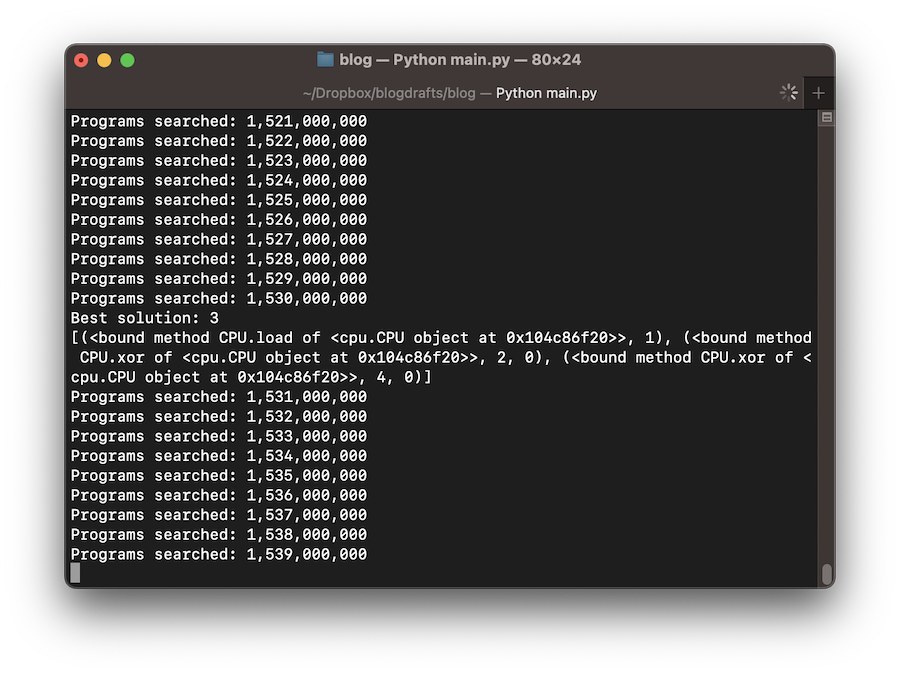 blog — Python main.py — 80×24
~/Dropbox/blogdrafts/blog — Python main.py
Programs searched: 1,521,000,000
Programs searched: 1,522,000,000
Programs searched: 1,523,000,000
Programs searched: 1,524,000,000
Programs searched: 1,525,000,000
Programs searched: 1,526,000,000
Programs searched: 1,527,000,000
Programs searched: 1,528,000,000
Programs searched: 1,529,000,000
Programs searched: 1,530,000,000
Best solution: 3
[(<bound method CPU.load of <cpu.CPU object at 0x104c86f20>>, 1), (<bound method
 CPU.xor of <cpu.CPU object at 0x104c86f20>>, 2, 0), (<bound method CPU.xor of <
cpu.CPU object at 0x104c86f20>>, 4, 0)]
Programs searched: 1,531,000,000
Programs searched: 1,532,000,000
Programs searched: 1,533,000,000
Programs searched: 1,534,000,000
Programs searched: 1,535,000,000
Programs searched: 1,536,000,000
Programs searched: 1,537,000,000
Programs searched: 1,538,000,000
Programs searched: 1,539,000,000